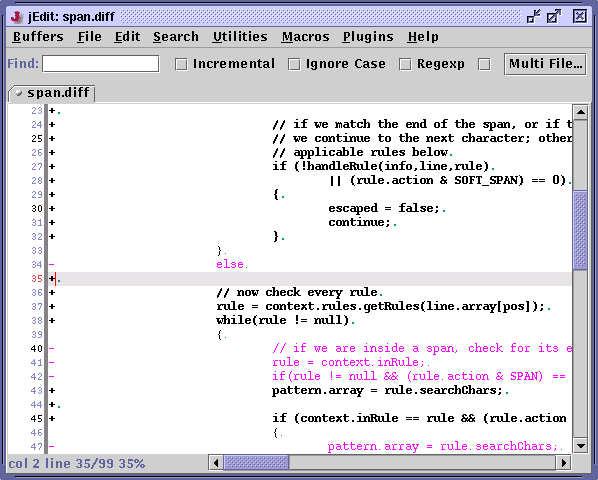 jEdit: span.diff
Buffers File Edit Search Utilities Macros Plugins Help
Find: Incremental Ignore Case Regexp Multi File...
span.diff
23 +.
24 + // if we match the end of the span, or if t
25 + // we continue to the next character; other
26 + // applicable rules below.
27 + if (!handleRule(info,line,rule).
28 + || (rule.action & SOFT_SPAN) == 0).
29 + {.
30 + escaped = false;.
31 + continue;.
32 + }.
33 }.
34 - else.
35 +.
36 + // now check every rule.
37 + rule = context.rules.getRules(line.array[pos]);.
38 + while(rule != null).
39 {.
40 - // if we are inside a span, check for its e
41 - rule = context.inRule;.
42 - if(rule != null && (rule.action & SPAN) ==
43 + pattern.array = rule.searchChars;.
44 +.
45 + if (context.inRule == rule && (rule.action
46 {.
47 - pattern.array = rule.searchChars;.
col 2 line 35/99 35%